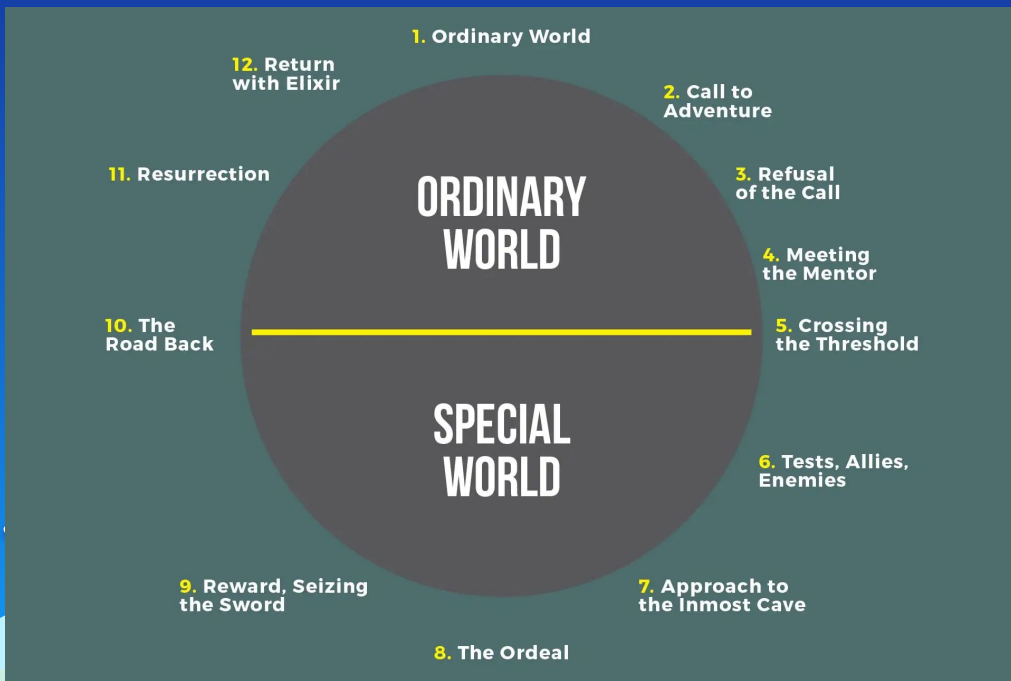 1. Ordinary World
2. Call to
Adventure
3. Refusal
of the Call
4. Meeting
the Mentor
5. Crossing
the Threshold
6. Tests, Allies,
Enemies
7. Approach to
the Inmost Cave
8. The Ordeal
9. Reward, Seizing
the Sword
10. The
Road Back
11. Resurrection
12. Return
with Elixir
ORDINARY
WORLD
SPECIAL
WORLD